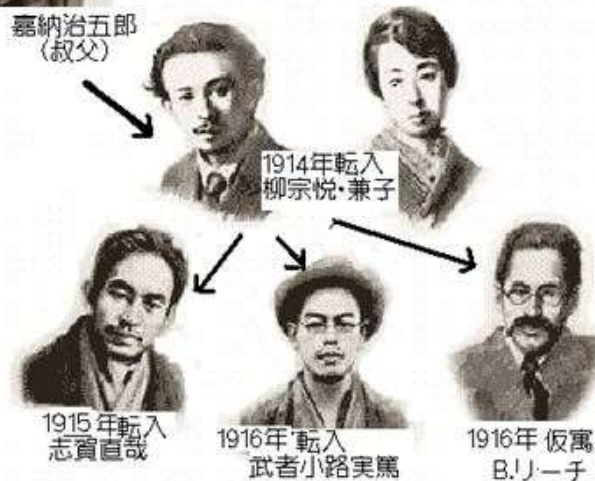 嘉納治五郎
(叔父)
1914年転入
柳宗悦・兼子
1915年転入
志賀直哉
1916年 転入
武者小路実篤
1916年 仮寓
B.リーチ